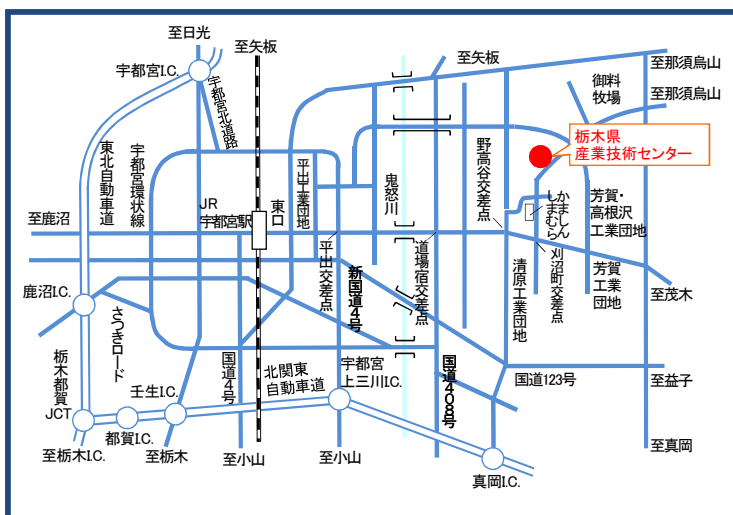 至日光
至矢板
至矢板
至那須烏山
宇都宮I.C.
宇都宮北道路
御料
牧場
至那須烏山
栃木県
産業技術センター
東北自動車道
宇都宮環状線
平出工業団地
鬼怒川
野高谷交差点
JR
宇都宮駅
東口
かましん
しまむら
芳賀・
高根沢
工業団地
至鹿沼
平出交差点
新国道4号
道場宿交差点
清原工業団地
刈沼町交差点
芳賀
工業
団地
鹿沼I.C.
至茂木
さつきロード
国道4号
北関東
自動車道
宇都宮
上三川I.C.
国道408号
国道123号
至益子
栃木都賀
JCT
壬生I.C.
都賀I.C.
至栃木I.C.
至栃木
至小山
至小山
至真岡
真岡I.C.